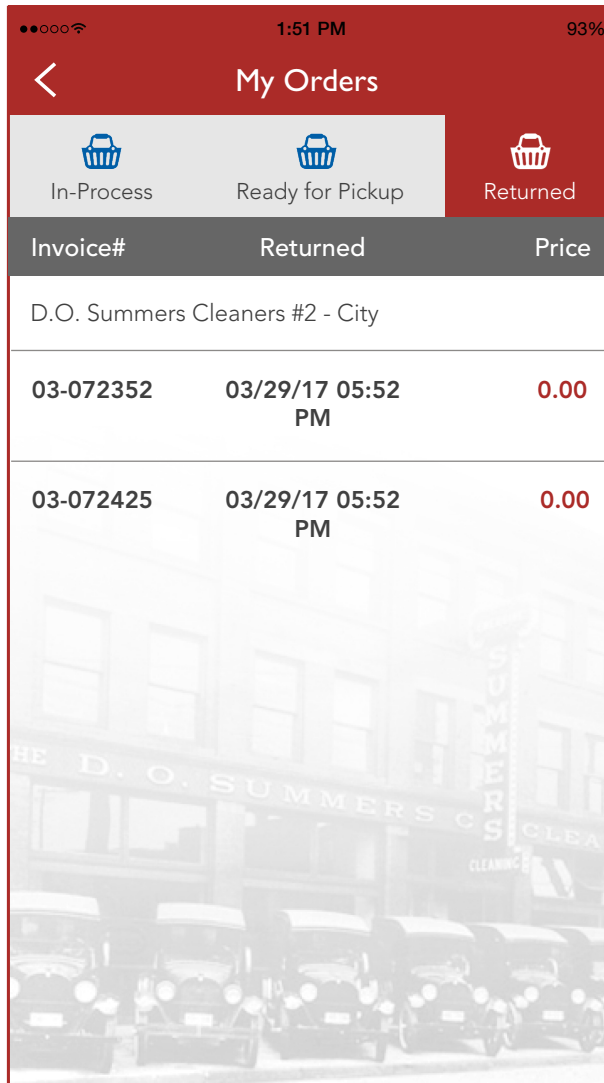 1:51 PM 93%
My Orders
In-Process Ready for Pickup Returned
Invoice# Returned Price
D.O. Summers Cleaners #2 - City
03-072352 03/29/17 05:52 0.00
PM
03-072425 03/29/17 05:52 0.00
PM
SUMMERS
THE D. O. SUMMERS C CLEA
CLEANING